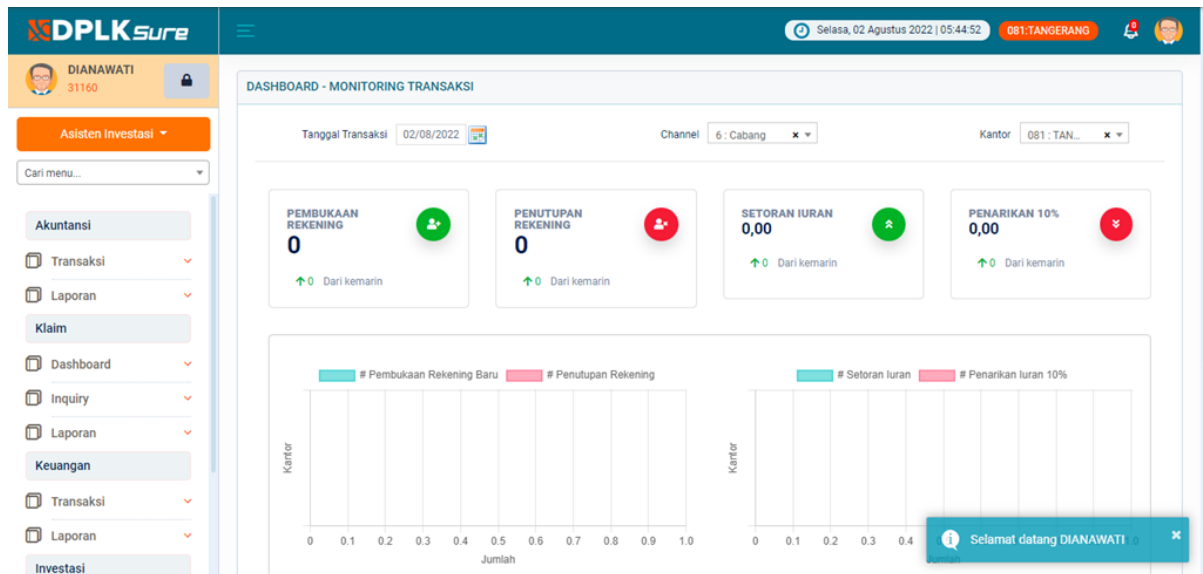 DPLKSure
Selasa, 02 Agustus 2022 | 05:44:52
081:TANGERANG
DIANAWATI
31160
Asisten Investasi
Cari menu...
Akuntansi
Transaksi
Laporan
Klaim
Dashboard
Inquiry
Laporan
Keuangan
Transaksi
Laporan
Investasi
DASHBOARD - MONITORING TRANSAKSI
Tanggal Transaksi 02/08/2022
Channel 6 : Cabang
Kantor 081 : TAN...
PEMBUKAAN
REKENING
0
0 Dari kemarin
PENUTUPAN
REKENING
0
0 Dari kemarin
SETORAN IURAN
0,00
0 Dari kemarin
PENARIKAN 10%
0,00
0 Dari kemarin
# Pembukaan Rekening Baru # Penutupan Rekening
Kantor
0 0.1 0.2 0.3 0.4 0.5 0.6 0.7 0.8 0.9 1.0
Jumlah
# Setoran Iuran # Penarikan Iuran 10%
Kantor
0 0.1 0.2 0.3 0.4
Jumlah
Selamat datang DIANAWATI